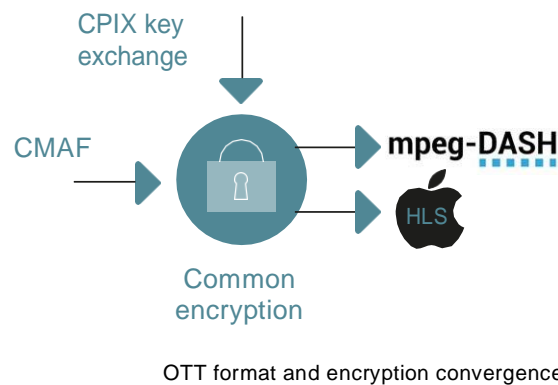 CPIX key
exchange
CMAF
mpeg-DASH
HLS
Common
encryption
OTT format and encryption convergence